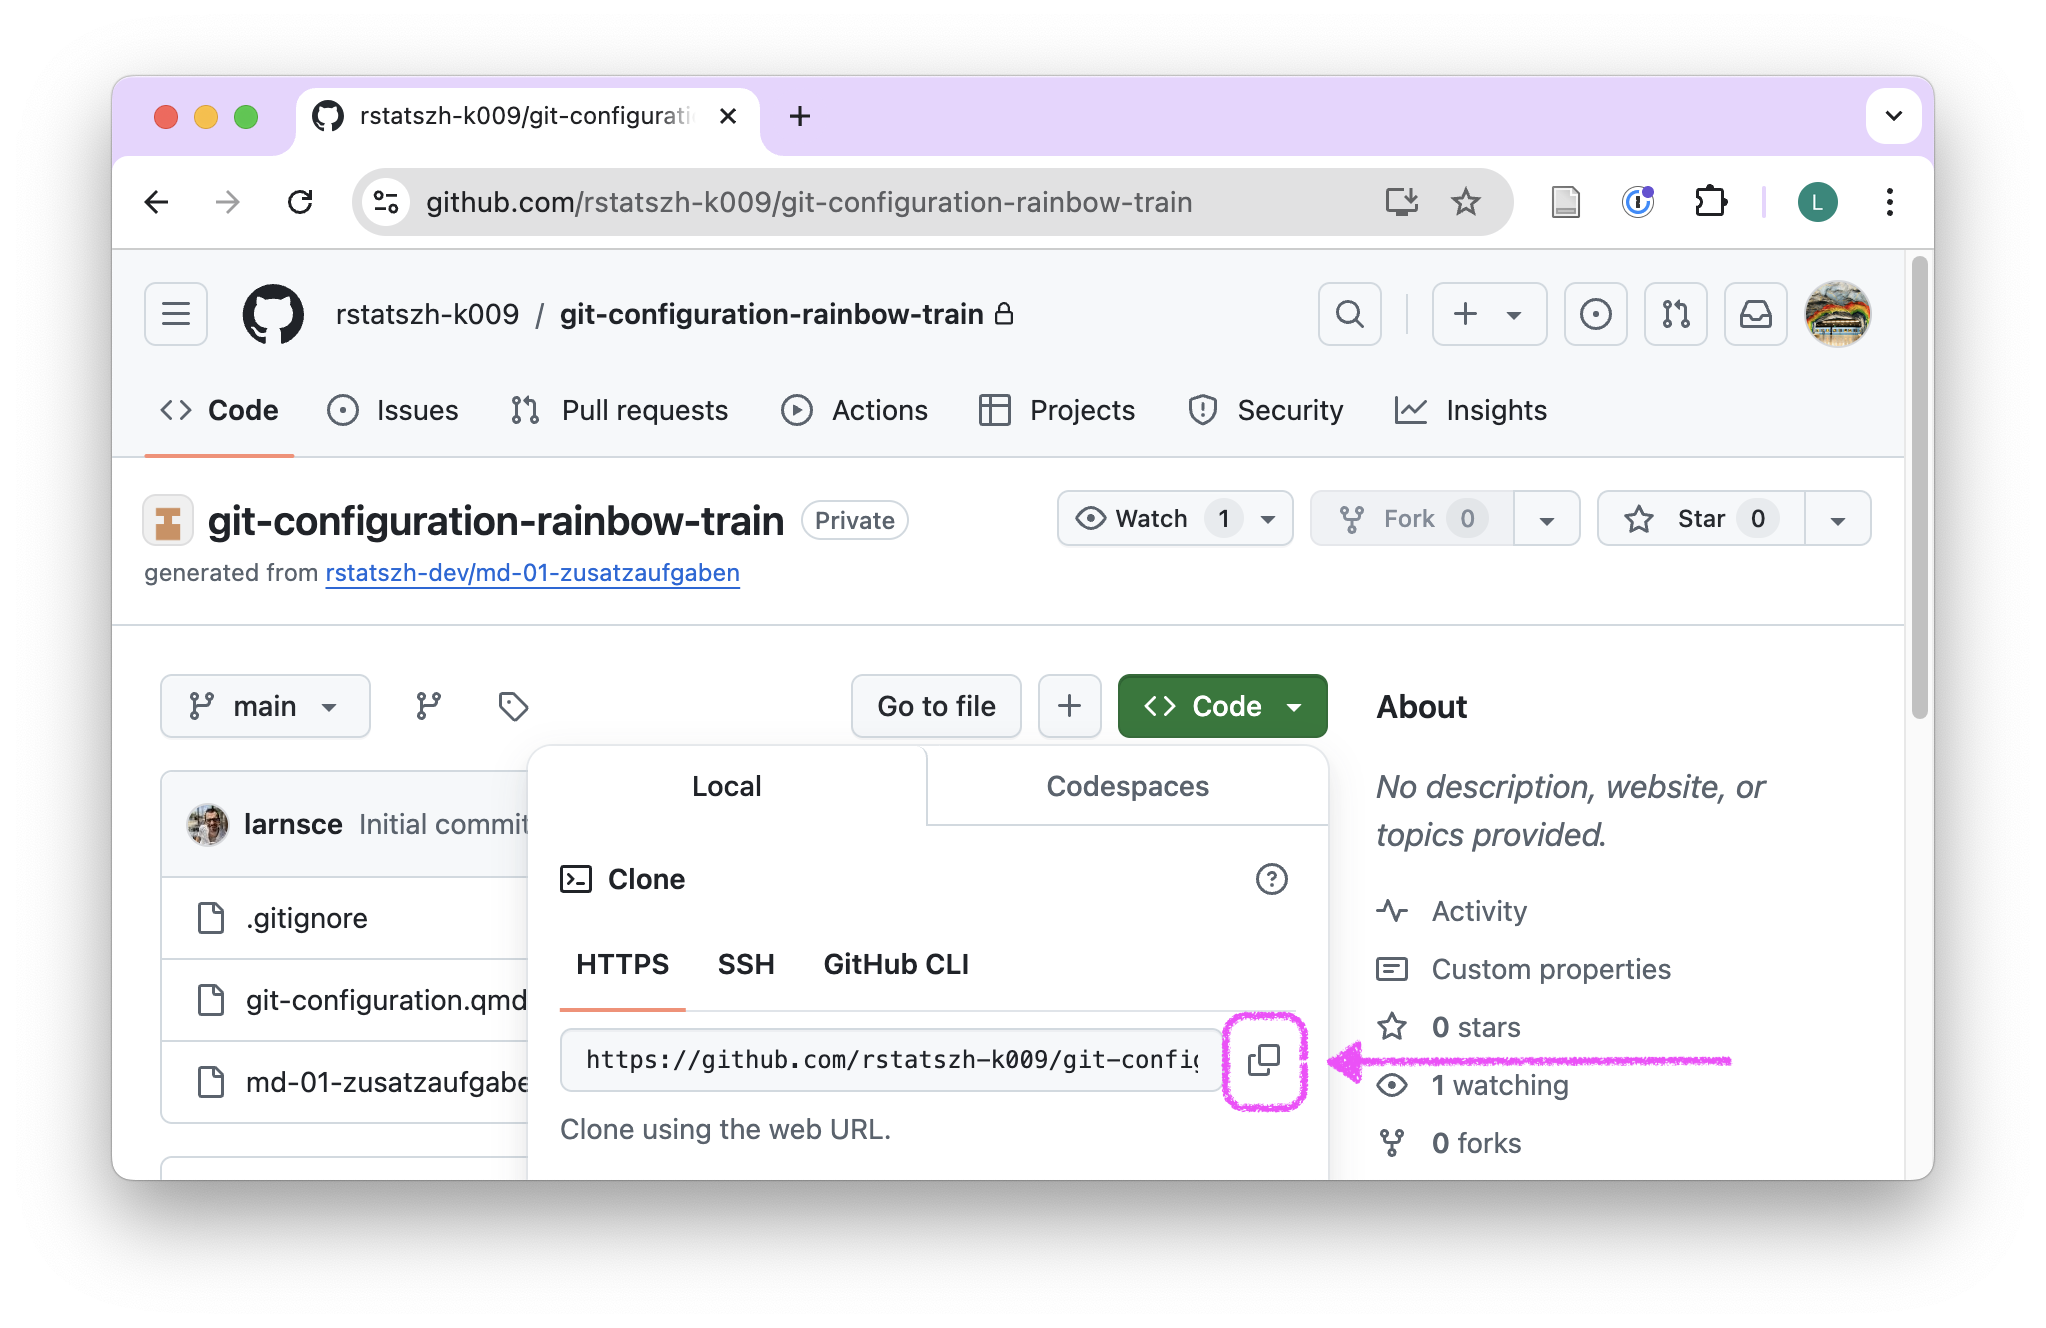 rstatszh-k009/git-configurati
github.com/rstatszh-k009/git-configuration-rainbow-train
L
rstatszh-k009 / git-configuration-rainbow-train
Code Issues Pull requests Actions Projects Security Insights
git-configuration-rainbow-train Private Watch 1 Fork 0 Star 0
generated from rstatszh-dev/md-01-zusatzaufgaben
main Go to file Code About
Local Codespaces
No description, website, or
topics provided.
larnsce Initial commit
Clone
Activity
.gitignore
HTTPS SSH GitHub CLI
Custom properties
git-configuration.qmd
0 stars
https://github.com/rstatszh-k009/git-config
md-01-zusatzaufgabe
1 watching
Clone using the web URL.
0 forks